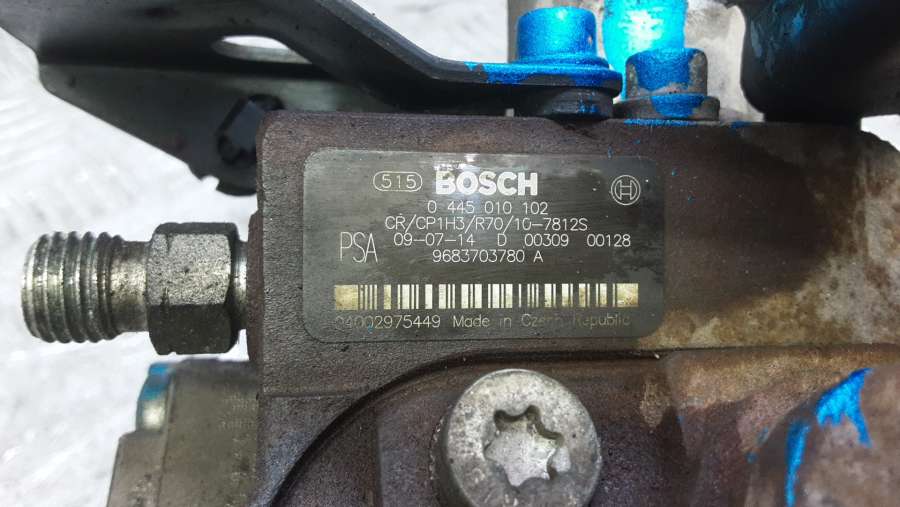 515 BOSCH
0 445 010 102
CR/CP1H3/R70/10-7812S
PSA 09-07-14 D 00309 00128
9683703780 A
04002975449 Made in Czech Republic